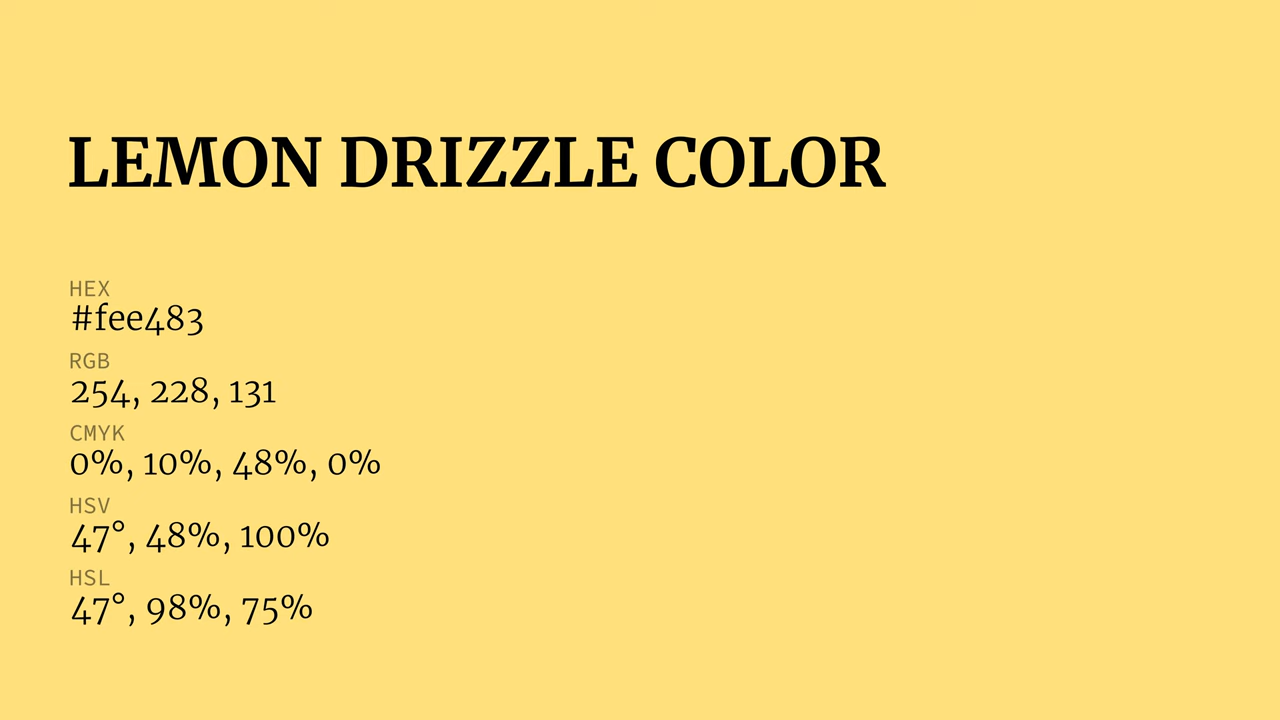 LEMON DRIZZLE COLOR
HEX
#fee483
RGB
254, 228, 131
CMYK
0%, 10%, 48%, 0%
HSV
47°, 48%, 100%
HSL
47°, 98%, 75%